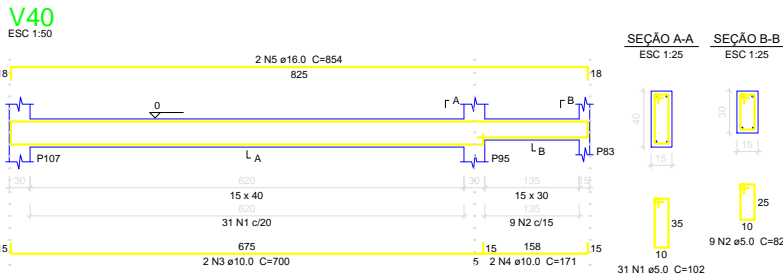 V40
ESC 1:50
2 N5 ø16.0 C=854
18 825 18
0
A
B
P107
A
P95
B
P83
30 620 30 135 15
15 x 40 15 x 30
620 135
31 N1 c/20 9 N2 c/15
15 675 15 158 15
2 N3 ø10.0 C=700 5 2 N4 ø10.0 C=171
SEÇÃO A-A
ESC 1:25
40
15
35
10
31 N1 ø5.0 C=102
SEÇÃO B-B
ESC 1:25
30
15
25
10
9 N2 ø5.0 C=82